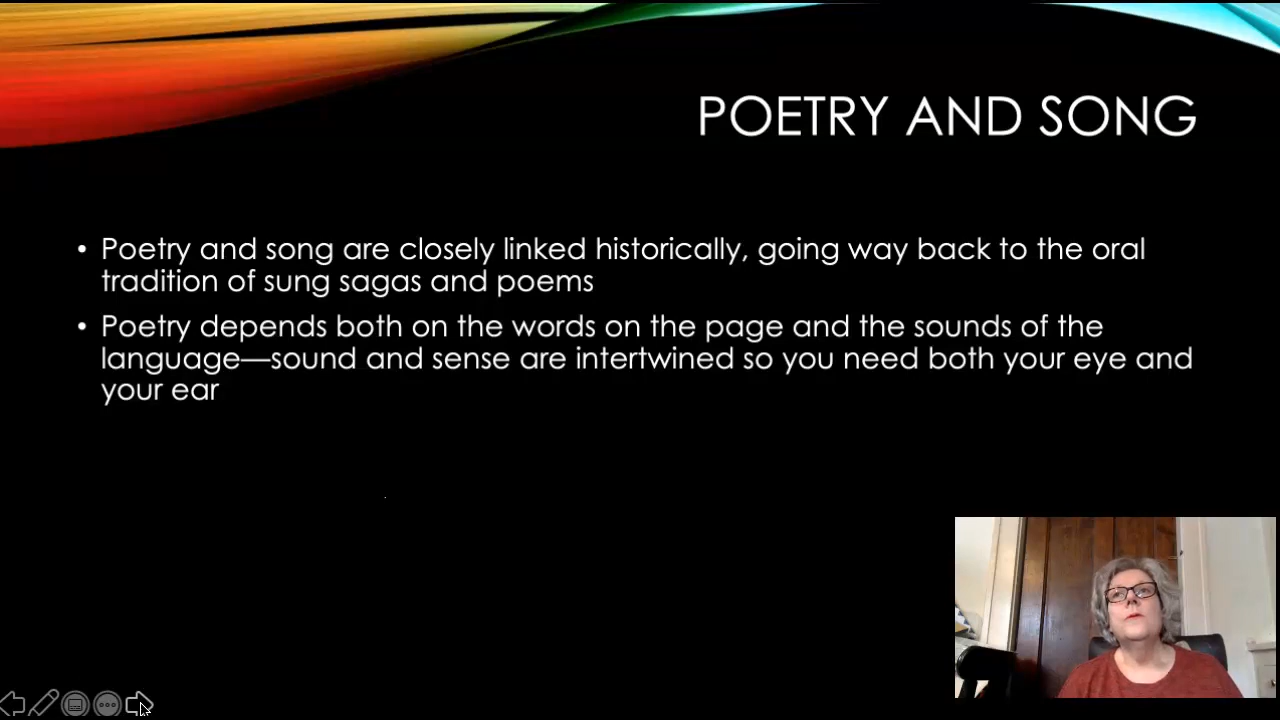 POETRY AND SONG
• Poetry and song are closely linked historically, going way back to the oral
tradition of sung sagas and poems
• Poetry depends both on the words on the page and the sounds of the
language—sound and sense are intertwined so you need both your eye and
your ear